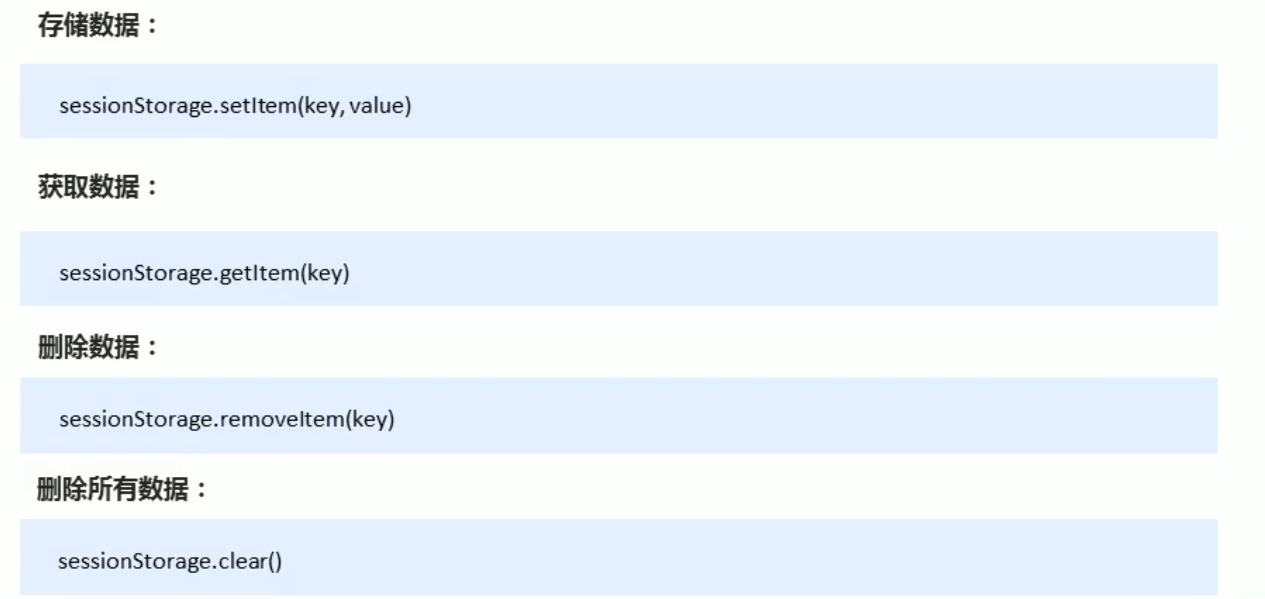 存储数据：
sessionStorage.setItem(key, value)
获取数据：
sessionStorage.getItem(key)
删除数据：
sessionStorage.removeItem(key)
删除所有数据：
sessionStorage.clear()